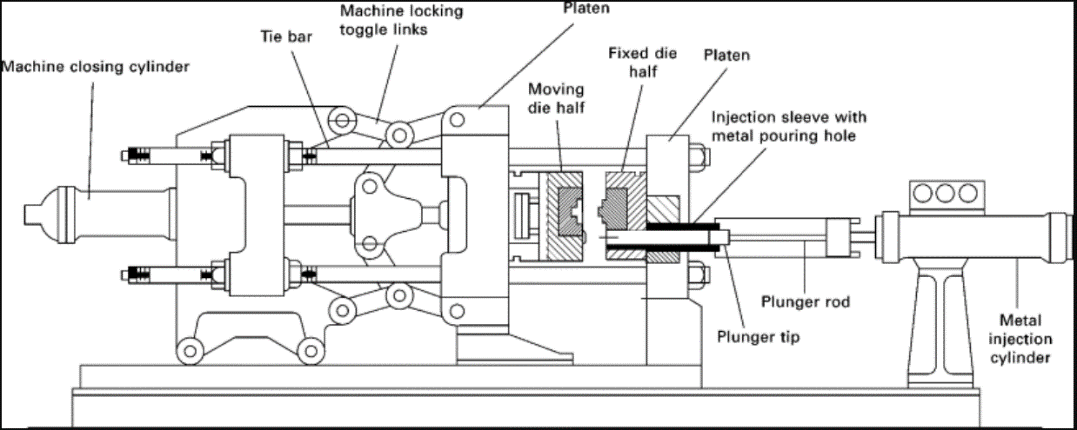 Machine locking
toggle links
Platen
Tie bar
Fixed die
half
Platen
Machine closing cylinder
Moving
die half
Injection sleeve with
metal pouring hole
Plunger rod
Plunger tip
Metal
injection
cylinder